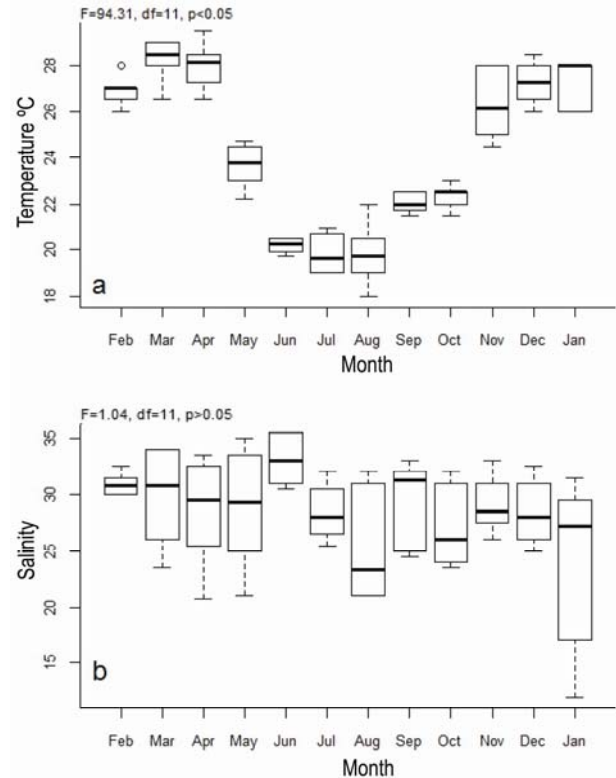 F=94.31, df=11, p<0.05
Temperature ºC
28
26
24
22
20
18
a
Feb Mar Apr May Jun Jul Aug Sep Oct Nov Dec Jan
Month
F=1.04, df=11, p>0.05
Salinity
35
30
25
20
15
b
Feb Mar Apr May Jun Jul Aug Sep Oct Nov Dec Jan
Month